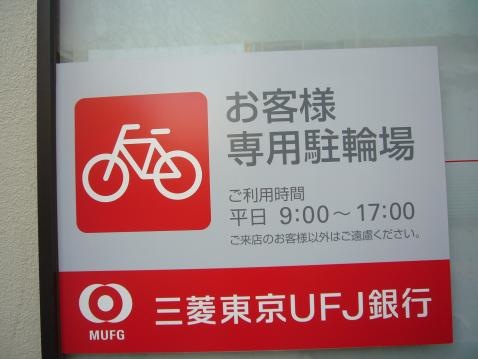 お客様
専用駐輪場
ご利用時間
平日 9:00～17:00
ご来店のお客様以外はご遠慮ください。
MUFG
三菱東京UFJ銀行